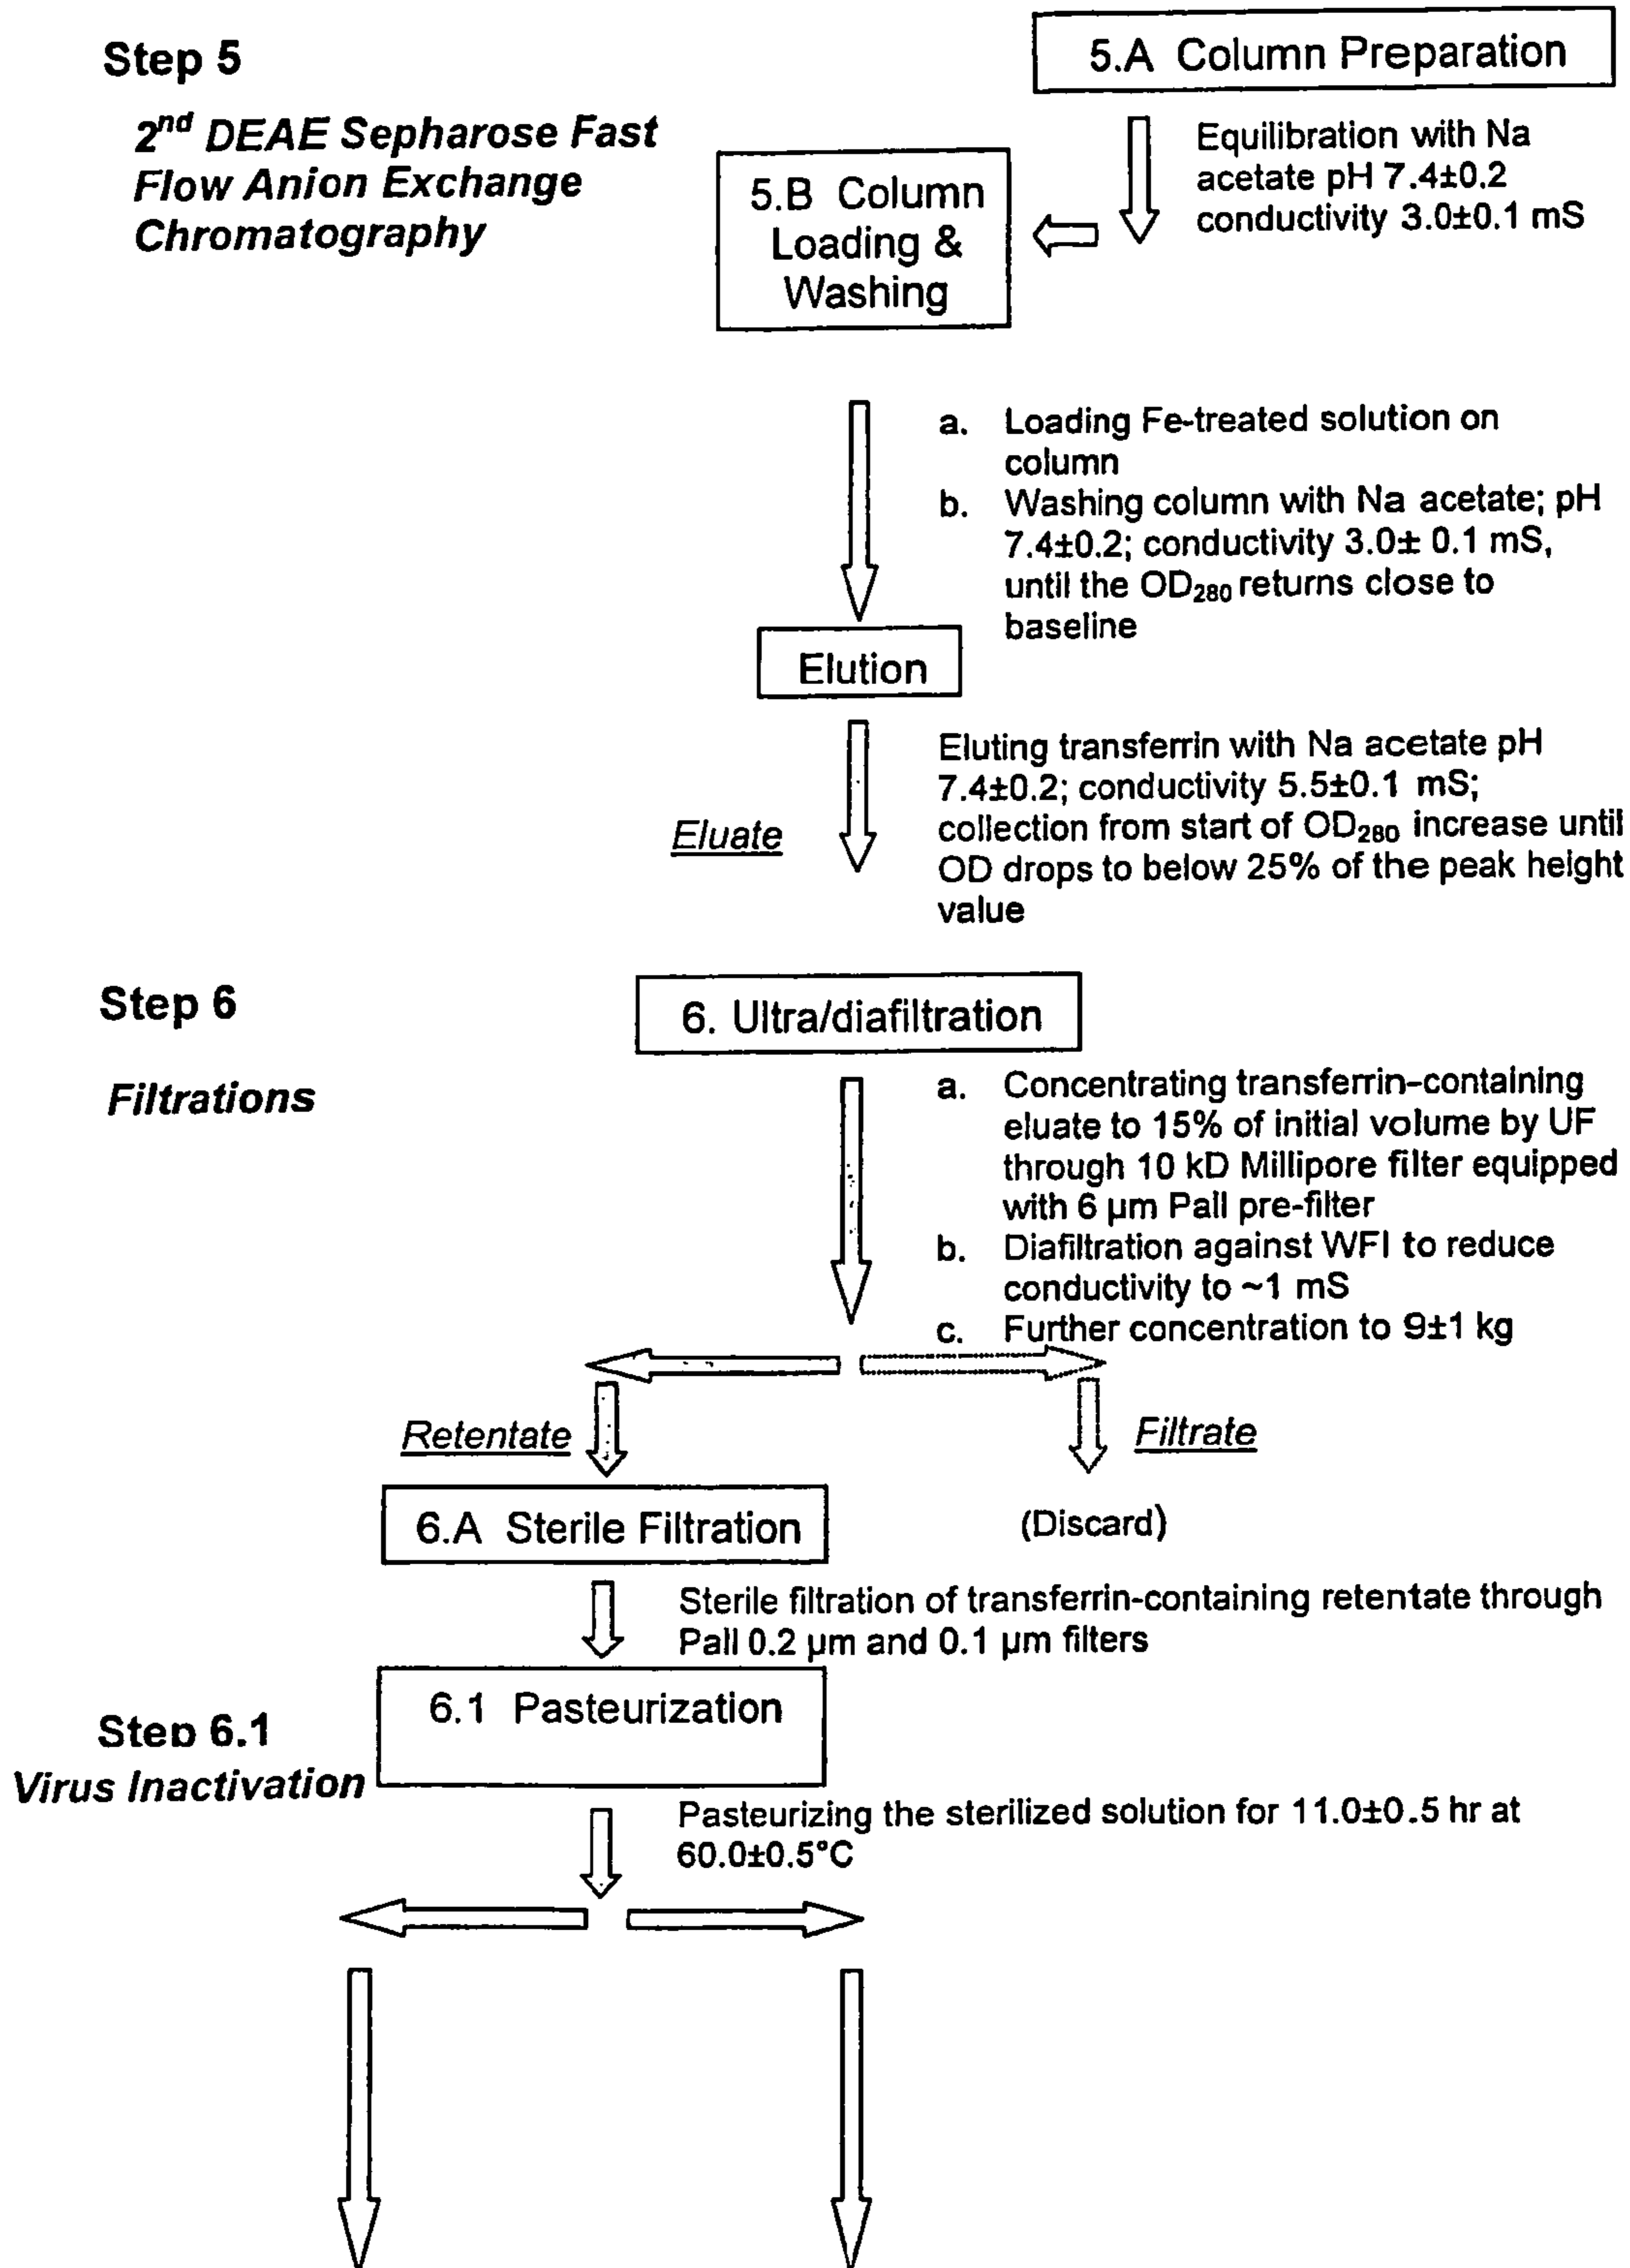 Step 5
2nd DEAE Sepharose Fast
Flow Anion Exchange
Chromatography
5.A Column Preparation
Equilibration with Na
acetate pH 7.4±0.2
conductivity 3.0±0.1 mS
5.B Column
Loading &
Washing
a. Loading Fe-treated solution on
column
b. Washing column with Na acetate; pH
7.4±0.2; conductivity 3.0± 0.1 mS,
until the OD280 returns close to
baseline
Elution
Eluting transferrin with Na acetate pH
7.4±0.2; conductivity 5.5±0.1 mS;
collection from start of OD280 increase until
OD drops to below 25% of the peak height
value
Eluate
Step 6
Filtrations
6. Ultra/diafiltration
a. Concentrating transferrin-containing
eluate to 15% of initial volume by UF
through 10 kD Millipore filter equipped
with 6 µm Pall pre-filter
b. Diafiltration against WFI to reduce
conductivity to ~1 mS
c. Further concentration to 9±1 kg
Retentate
Filtrate
6.A Sterile Filtration
(Discard)
Sterile filtration of transferrin-containing retentate through
Pall 0.2 µm and 0.1 µm filters
Step 6.1
Virus Inactivation
6.1 Pasteurization
Pasteurizing the sterilized solution for 11.0±0.5 hr at
60.0±0.5°C